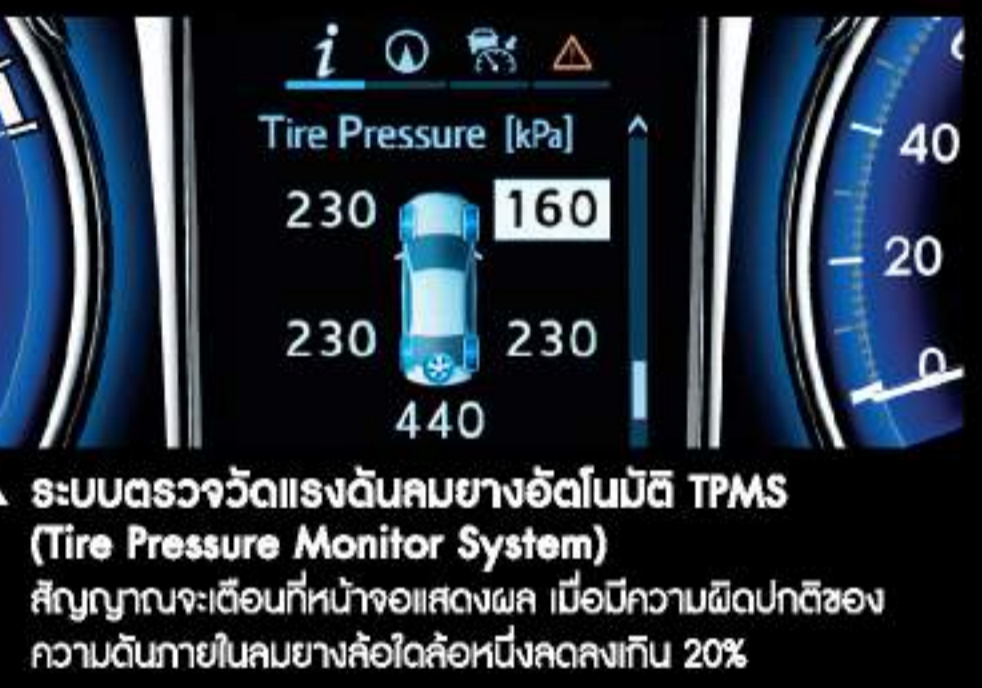 i
Tire Pressure [kPa]
230 160
230 230
440
40
20
0
ระบบตรวจวัดแรงดันลมยางอัตโนมัติ TPMS
(Tire Pressure Monitor System)
สัญญาณจะเตือนที่หน้าจอแสดงผล เมื่อมีความผิดปกติของ
ความดันภายในลมยางล้อใดล้อหนึ่งลดลงเกิน 20%